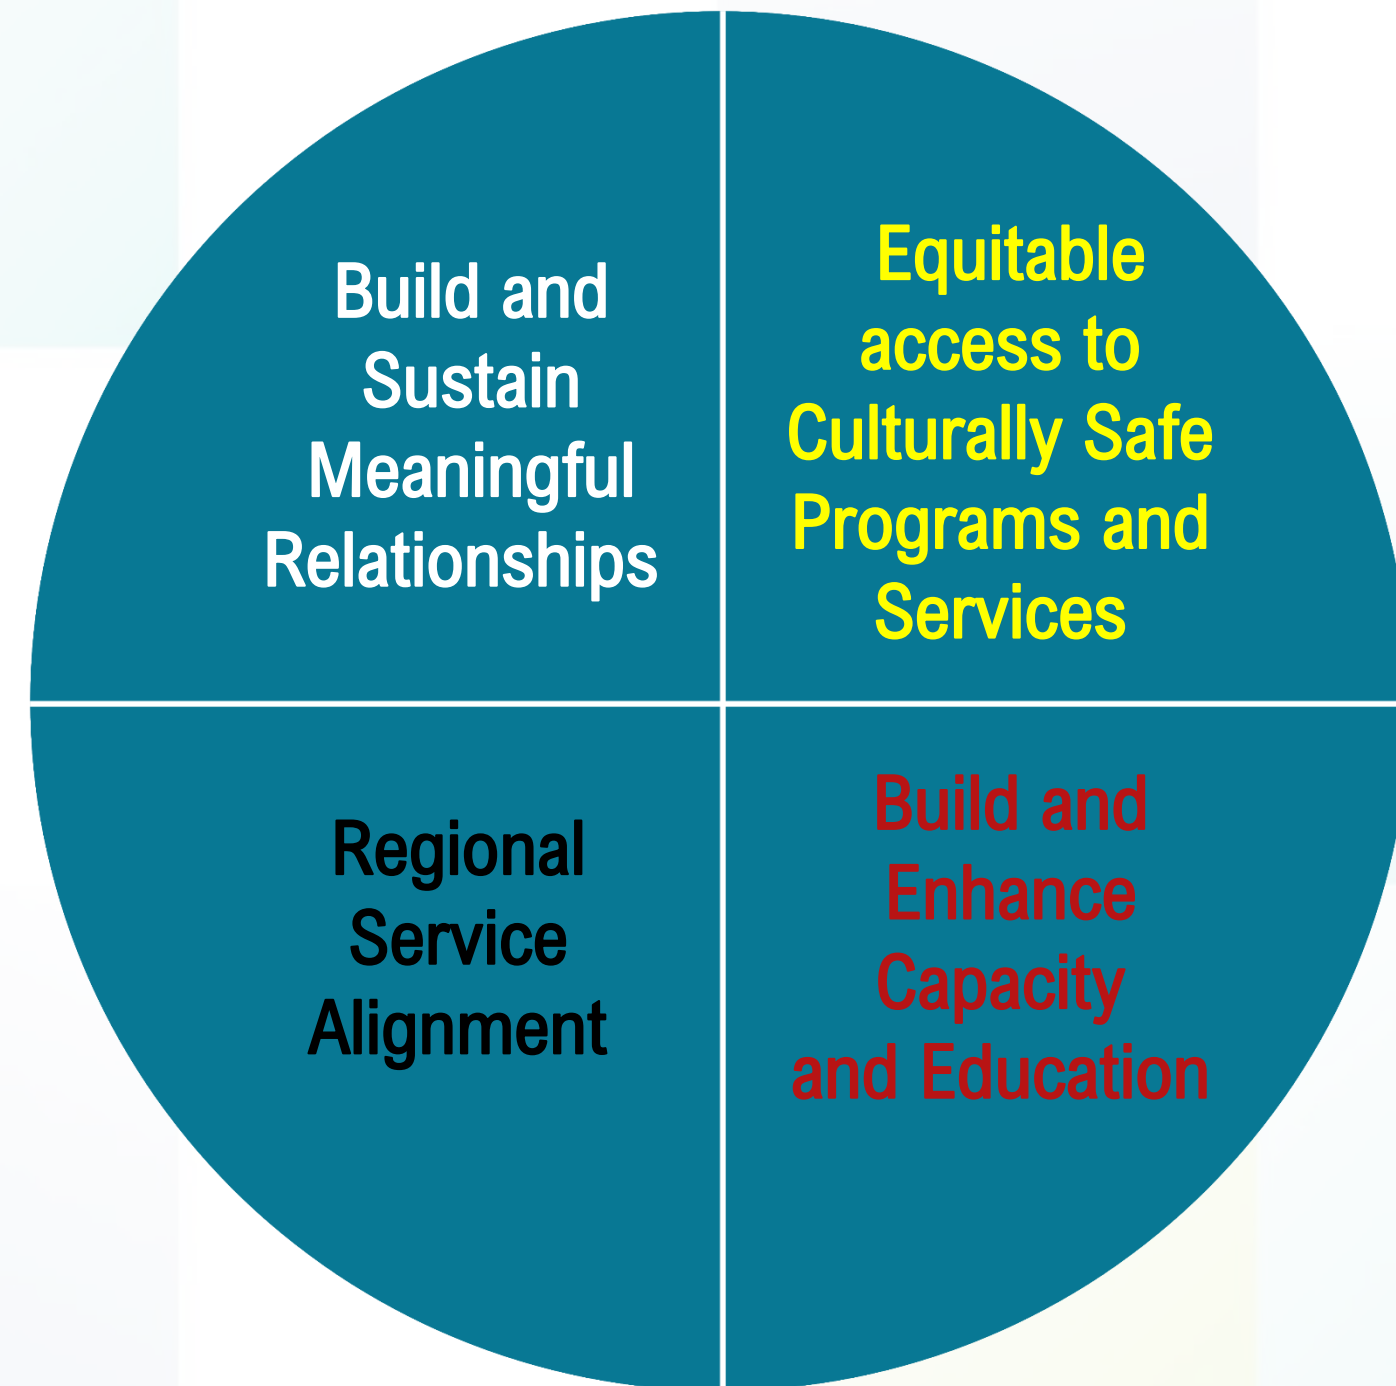 Build and
Sustain
Meaningful
Relationships
Equitable
access to
Culturally Safe
Programs and
Services
Regional
Service
Alignment
Build and
Enhance
Capacity
and Education